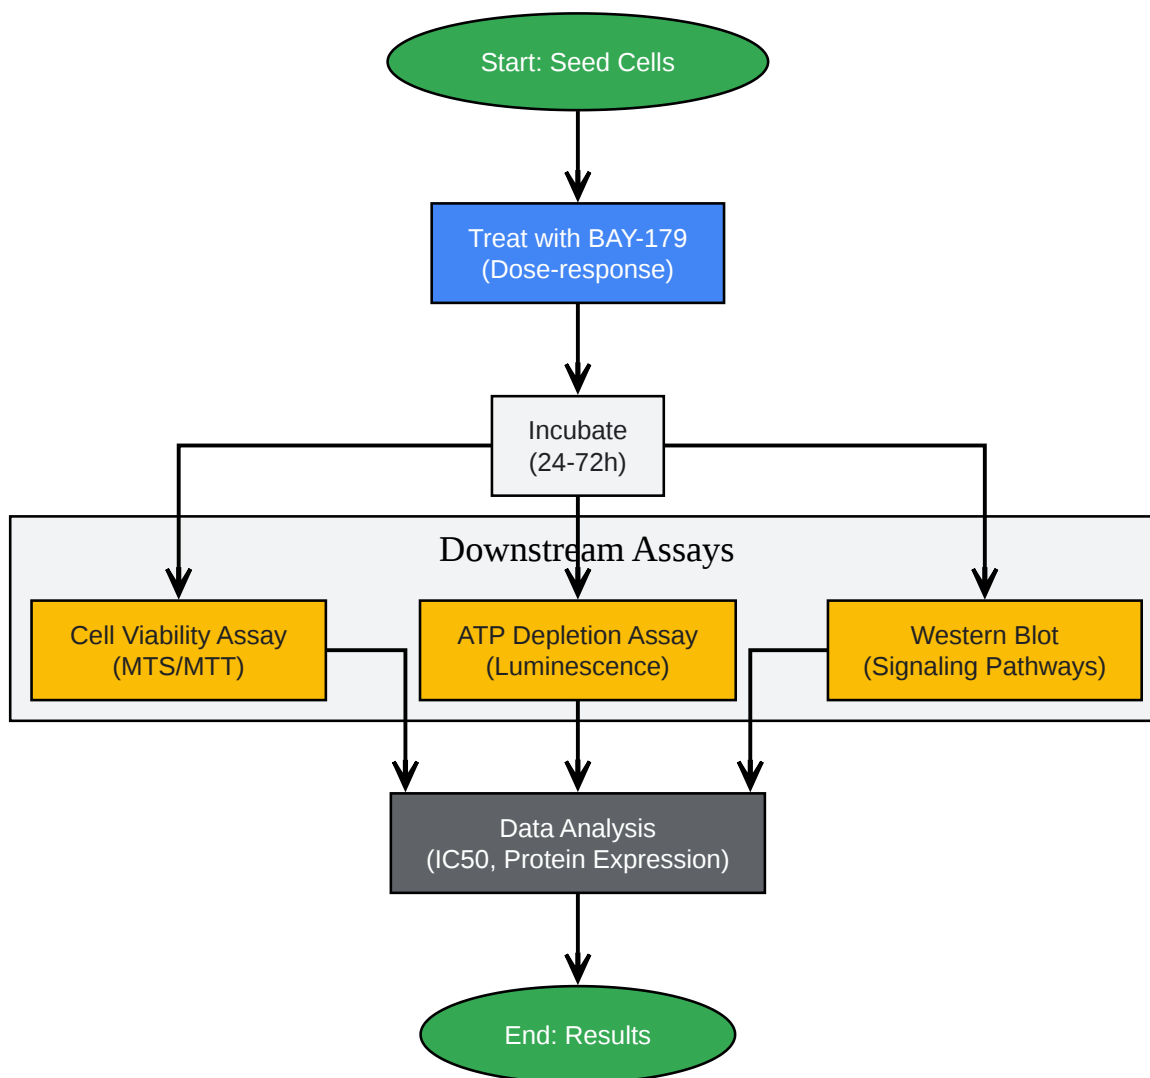 Start: Seed Cells
Treat with BAY-179
(Dose-response)
Incubate
(24-72h)
Downstream Assays
Cell Viability Assay
(MTS/MTT)
ATP Depletion Assay
(Luminescence)
Western Blot
(Signaling Pathways)
Data Analysis
(IC50, Protein Expression)
End: Results